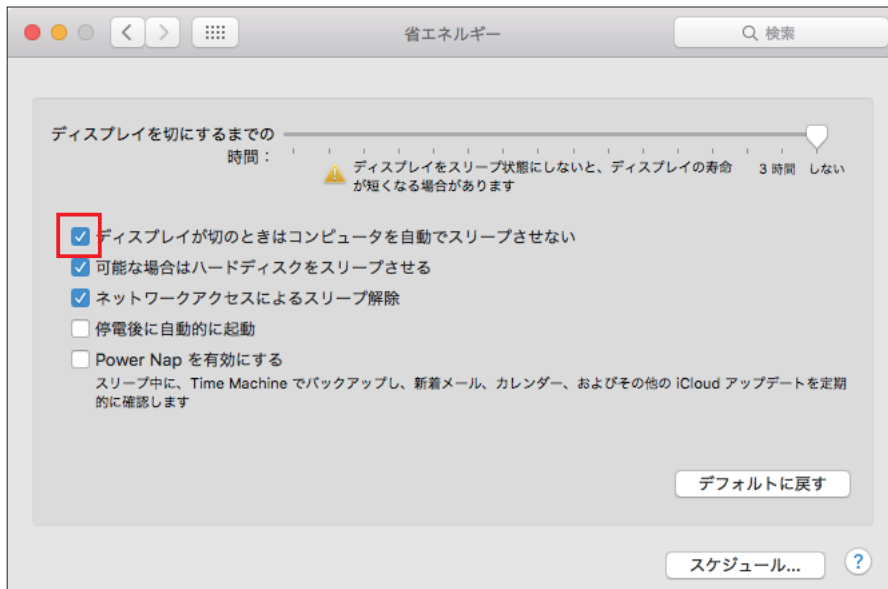 省エネルギー
検索
ディスプレイを切にするまでの
時間：
ディスプレイをスリープ状態にしないと、ディスプレイの寿命
が短くなる場合があります
3 時間
しない
ディスプレイが切のときはコンピュータを自動でスリープさせない
可能な場合はハードディスクをスリープさせる
ネットワークアクセスによるスリープ解除
停電後に自動的に起動
Power Nap を有効にする
スリープ中に、Time Machine でバックアップし、新着メール、カレンダー、およびその他の iCloud アップデートを定期
的に確認します
デフォルトに戻す
スケジュール...
?